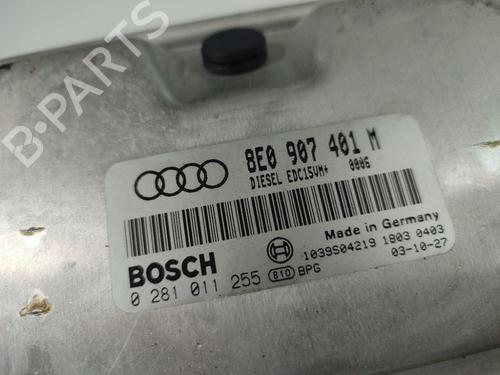 8E0 907 401 M
DIESEL EDC15VM+ 0006
BOSCH
0 281 011 255 810 BPG
Made in Germany
1039S04219 1803 0403
03-10-27
B-PARTS